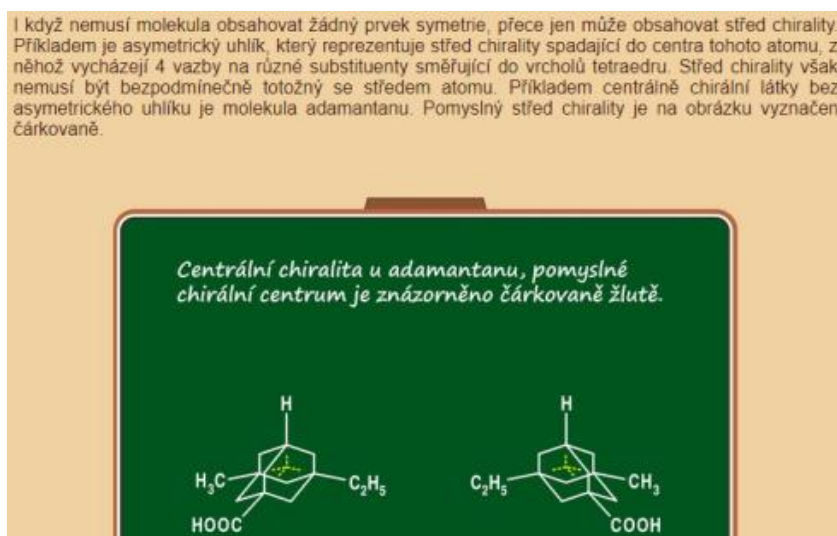 I když nemusí molekula obsahovat žádný prvek symetrie, přece jen může obsahovat střed chirality.
Příkladem je asymetrický uhlík, který reprezentuje střed chirality spadající do centra tohoto atomu, z
něhož vycházejí 4 vazby na různé substituenty směřující do vrcholů tetraedru. Střed chirality však
nemusí být bezpodmínečně totožný se středem atomu. Příkladem centrálně chirální látky bez
asymetrického uhlíku je molekula adamantanu. Pomyslný střed chirality je na obrázku vyznačen
čárkovaně.
Centrální chiralita u adamantanu, pomyslné
chirální centrum je znázorněno čárkovaně žlutě.
H H
H₃C C₂H₅ C₂H₅ CH₃
HOOC COOH